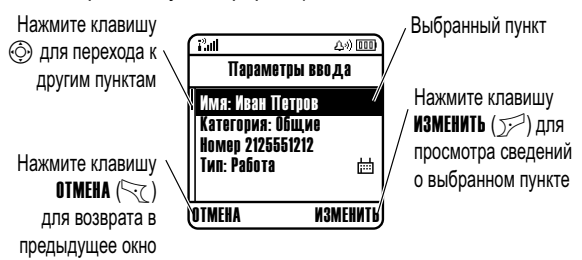 Нажмите клавишу
для перехода к
другим пунктам
Нажмите клавишу
ОТМЕНА ( )
для возврата в
предыдущее окно
Параметры ввода
Имя: Иван Петров
Категория: Общие
Номер 2125551212
Тип: Работа
ОТМЕНА ИЗМЕНИТЬ
Выбранный пункт
Нажмите клавишу
ИЗМЕНИТЬ ( ) для
просмотра сведений
о выбранном пункте